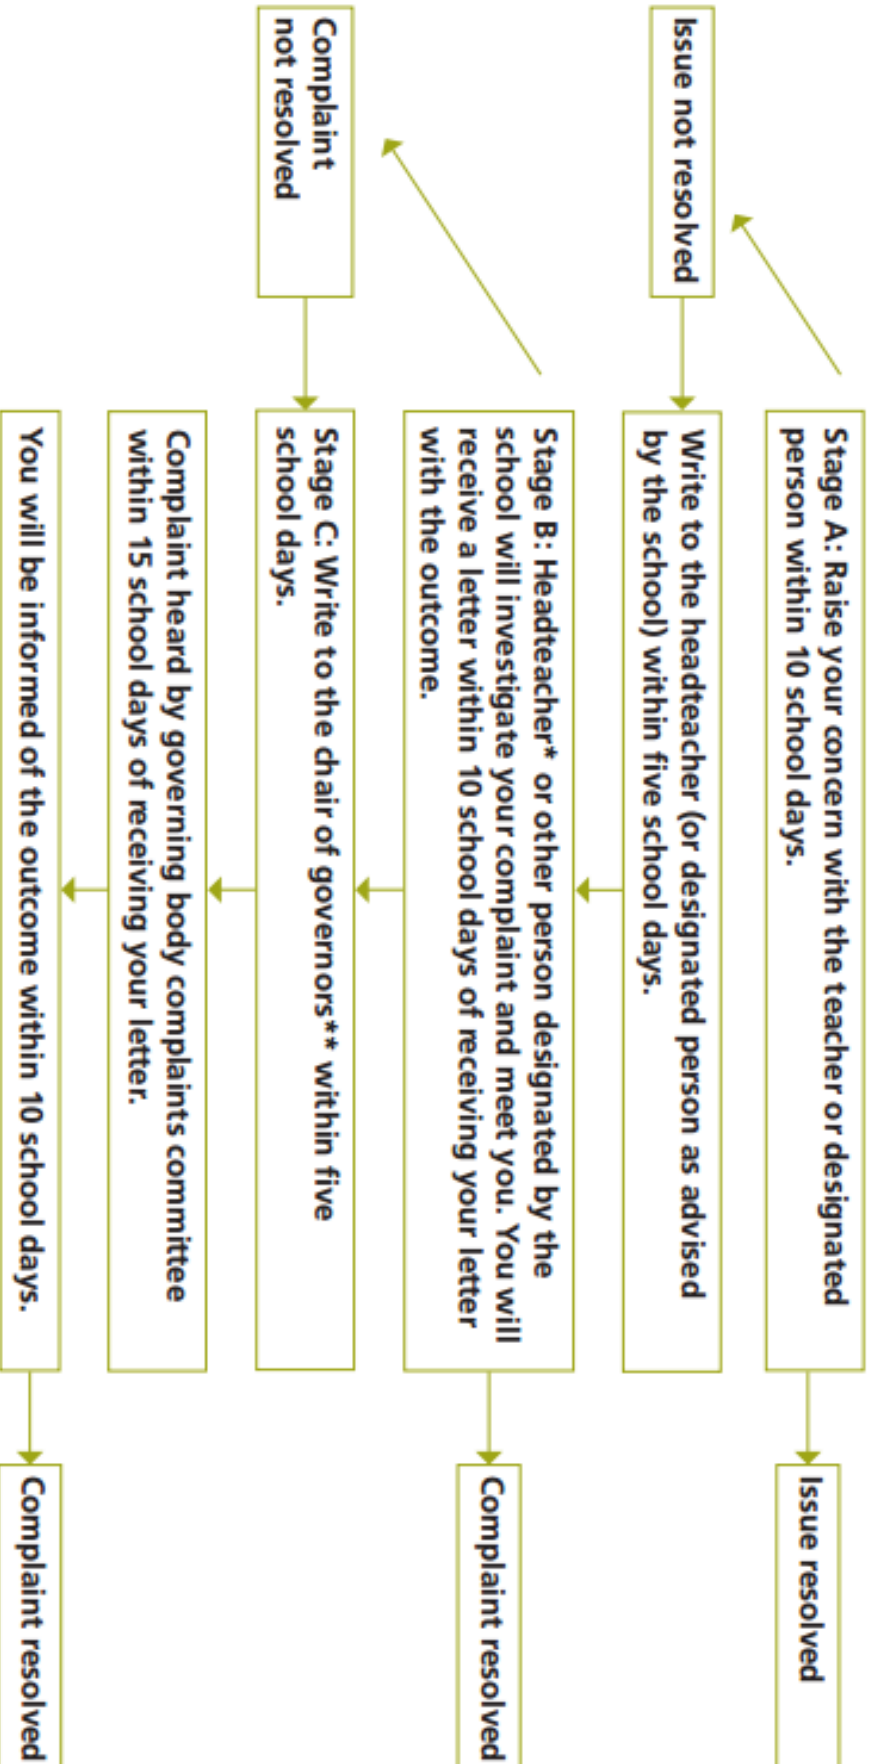 Stage A: Raise your concern with the teacher or designated
person within 10 school days.
Issue resolved
Issue not resolved
Write to the headteacher (or designated person as advised
by the school) within five school days.
Stage B: Headteacher* or other person designated by the
school will investigate your complaint and meet you. You will
receive a letter within 10 school days of receiving your letter
with the outcome.
Complaint resolved
Complaint
not resolved
Stage C: Write to the chair of governors** within five
school days.
Complaint heard by governing body complaints committee
within 15 school days of receiving your letter.
You will be informed of the outcome within 10 school days.
Complaint resolved